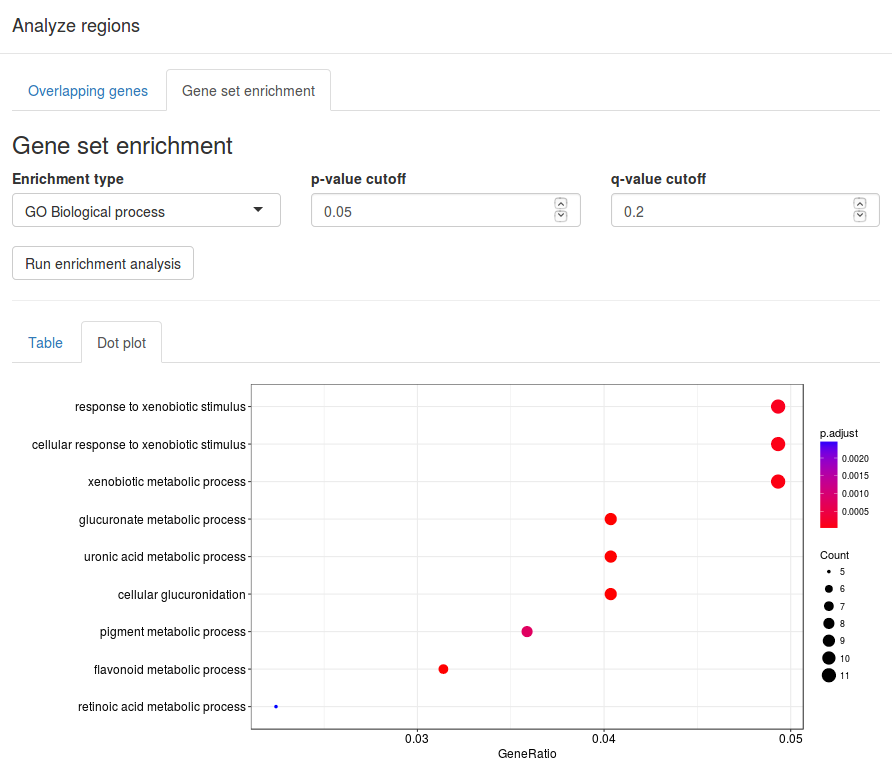 Analyze regions
Overlapping genes
Gene set enrichment
Gene set enrichment
Enrichment type
p-value cutoff
q-value cutoff
GO Biological process
0.05
0.2
Run enrichment analysis
Table
Dot plot
response to xenobiotic stimulus
cellular response to xenobiotic stimulus
xenobiotic metabolic process
glucuronate metabolic process
uronic acid metabolic process
cellular glucuronidation
pigment metabolic process
flavonoid metabolic process
retinoic acid metabolic process
0.03
0.04
0.05
GeneRatio
p.adjust
0.0020
0.0015
0.0010
0.0005
Count
5
6
7
8
9
10
11